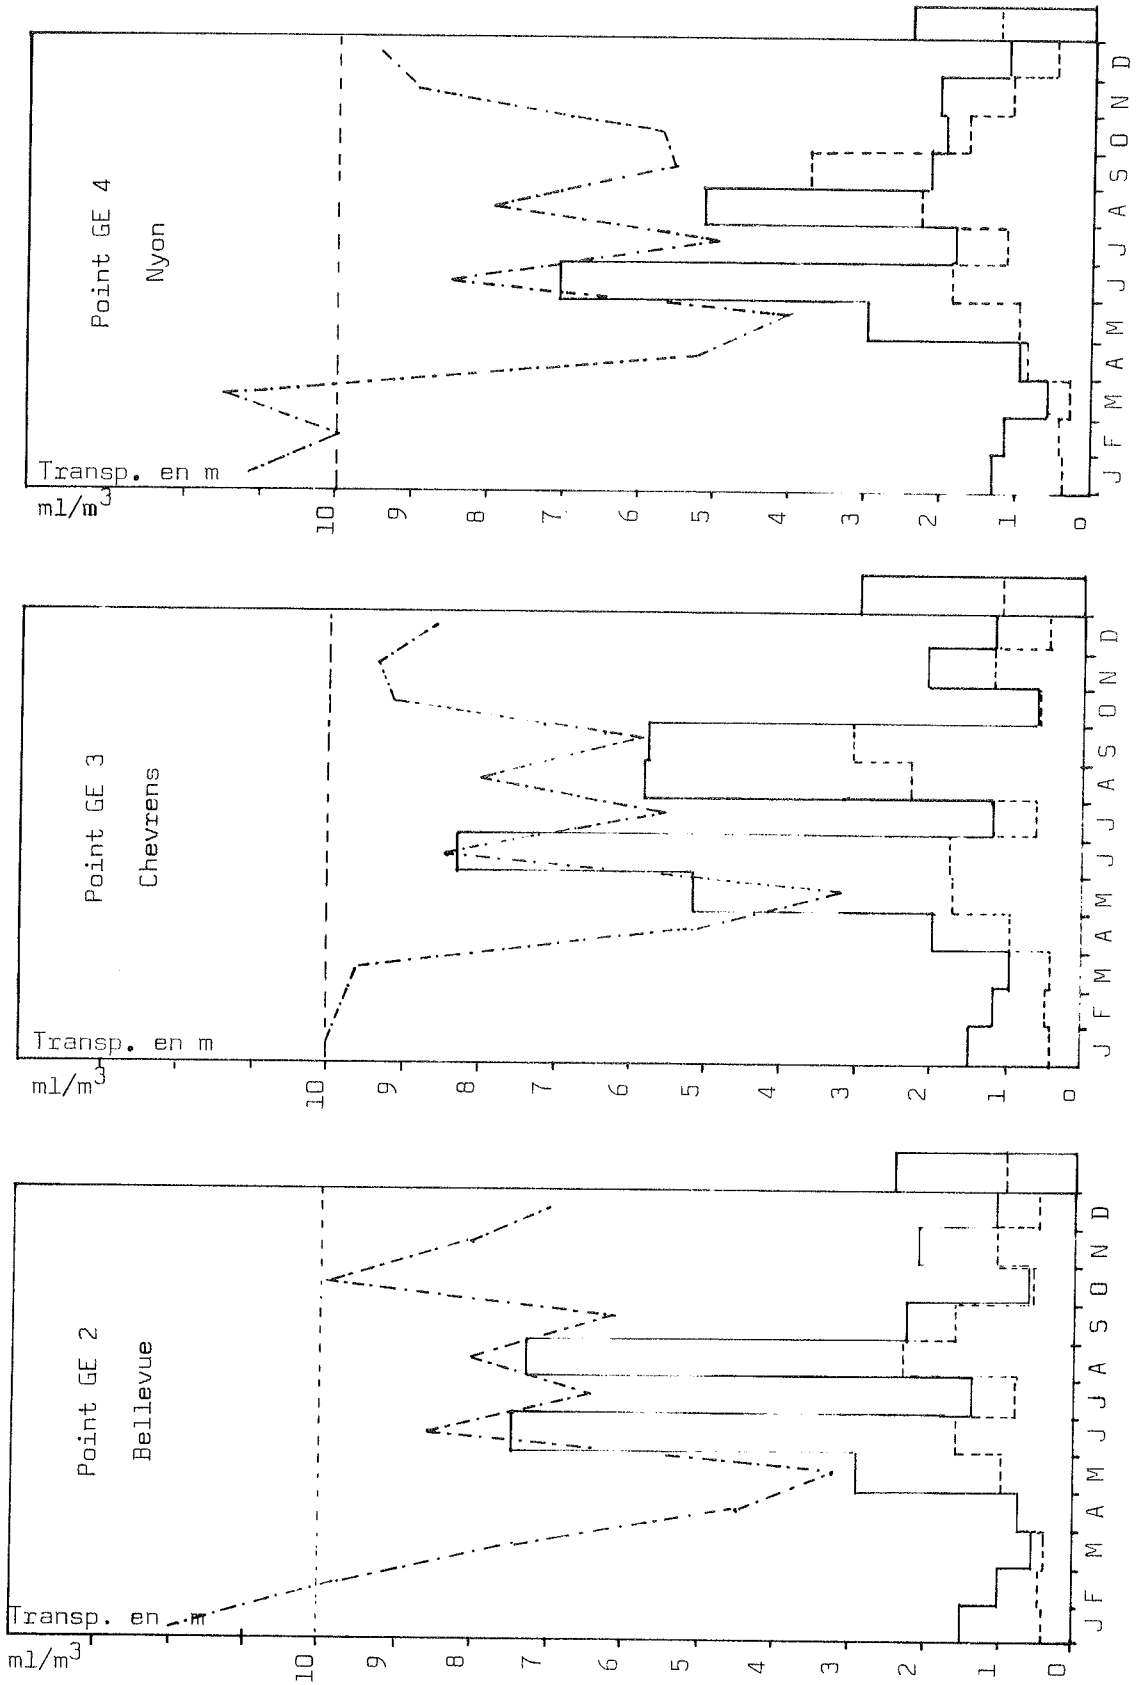 Point GE 4
Nyon
Transp. en m
ml/m³
10 9 8 7 6 5 4 3 2 1 0
J F M A M J J A S O N D
Point GE 3
Chevrens
Transp. en m
ml/m³
10 9 8 7 6 5 4 3 2 1 0
J F M A M J J A S O N D
Point GE 2
Bellevue
Transp. en m
ml/m³
10 9 8 7 6 5 4 3 2 1 0
J F M A M J J A S O N D